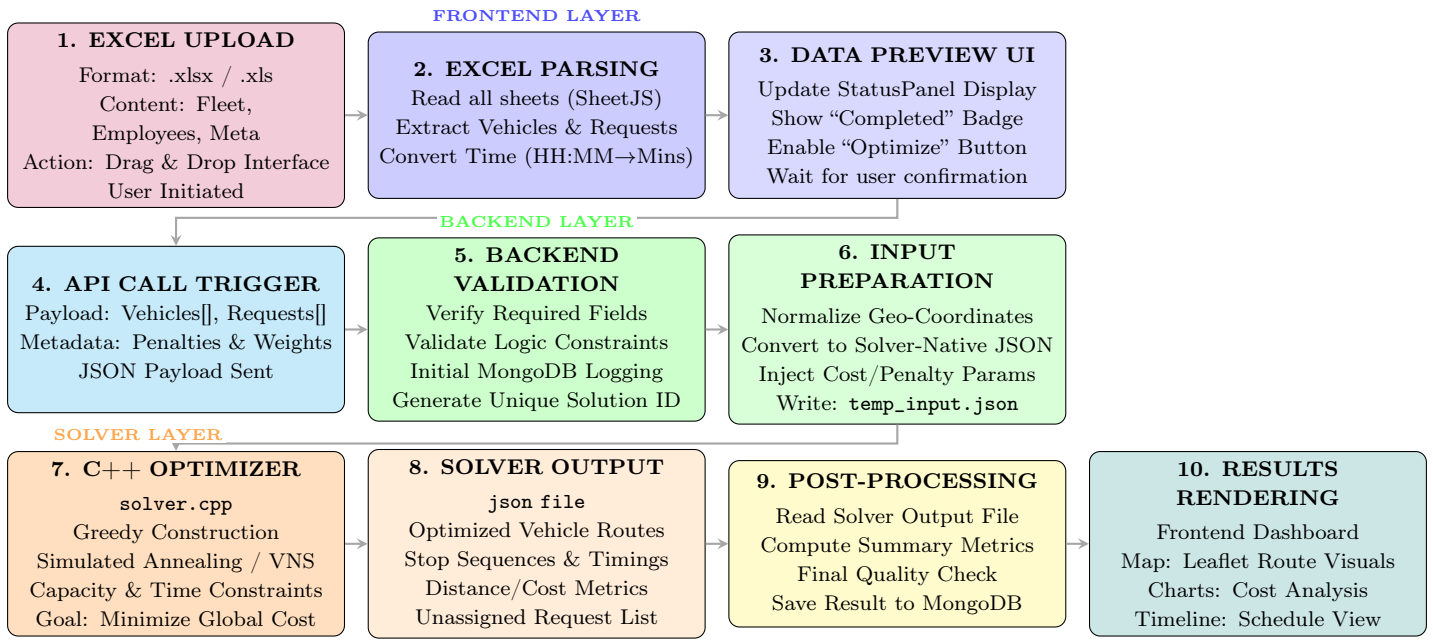 FRONTEND LAYER
1. EXCEL UPLOAD
Format: .xlsx / .xls
Content: Fleet,
Employees, Meta
Action: Drag & Drop Interface
User Initiated
2. EXCEL PARSING
Read all sheets (SheetJS)
Extract Vehicles & Requests
Convert Time (HH:MM→Mins)
3. DATA PREVIEW UI
Update StatusPanel Display
Show “Completed” Badge
Enable “Optimize” Button
Wait for user confirmation
BACKEND LAYER
4. API CALL TRIGGER
Payload: Vehicles[], Requests[]
Metadata: Penalties & Weights
JSON Payload Sent
5. BACKEND
VALIDATION
Verify Required Fields
Validate Logic Constraints
Initial MongoDB Logging
Generate Unique Solution ID
6. INPUT
PREPARATION
Normalize Geo-Coordinates
Convert to Solver-Native JSON
Inject Cost/Penalty Params
Write: temp_input.json
SOLVER LAYER
7. C++ OPTIMIZER
solver.cpp
Greedy Construction
Simulated Annealing / VNS
Capacity & Time Constraints
Goal: Minimize Global Cost
8. SOLVER OUTPUT
json file
Optimized Vehicle Routes
Stop Sequences & Timings
Distance/Cost Metrics
Unassigned Request List
9. POST-PROCESSING
Read Solver Output File
Compute Summary Metrics
Final Quality Check
Save Result to MongoDB
10. RESULTS
RENDERING
Frontend Dashboard
Map: Leaflet Route Visuals
Charts: Cost Analysis
Timeline: Schedule View